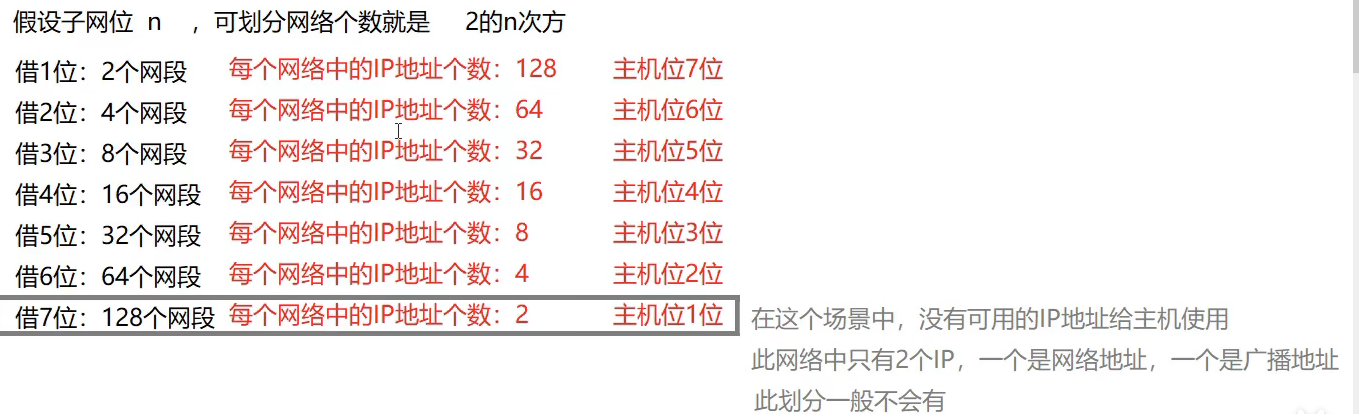 假设子网位 n ，可划分网络个数就是 2的n次方
借1位：2个网段 每个网络中的IP地址个数：128 主机位7位
借2位：4个网段 每个网络中的IP地址个数：64 主机位6位
借3位：8个网段 每个网络中的IP地址个数：32 主机位5位
借4位：16个网段 每个网络中的IP地址个数：16 主机位4位
借5位：32个网段 每个网络中的IP地址个数：8 主机位3位
借6位：64个网段 每个网络中的IP地址个数：4 主机位2位
借7位：128个网段 每个网络中的IP地址个数：2 主机位1位
在这个场景中，没有可用的IP地址给主机使用
此网络中只有2个IP，一个是网络地址，一个是广播地址
此划分一般不会有